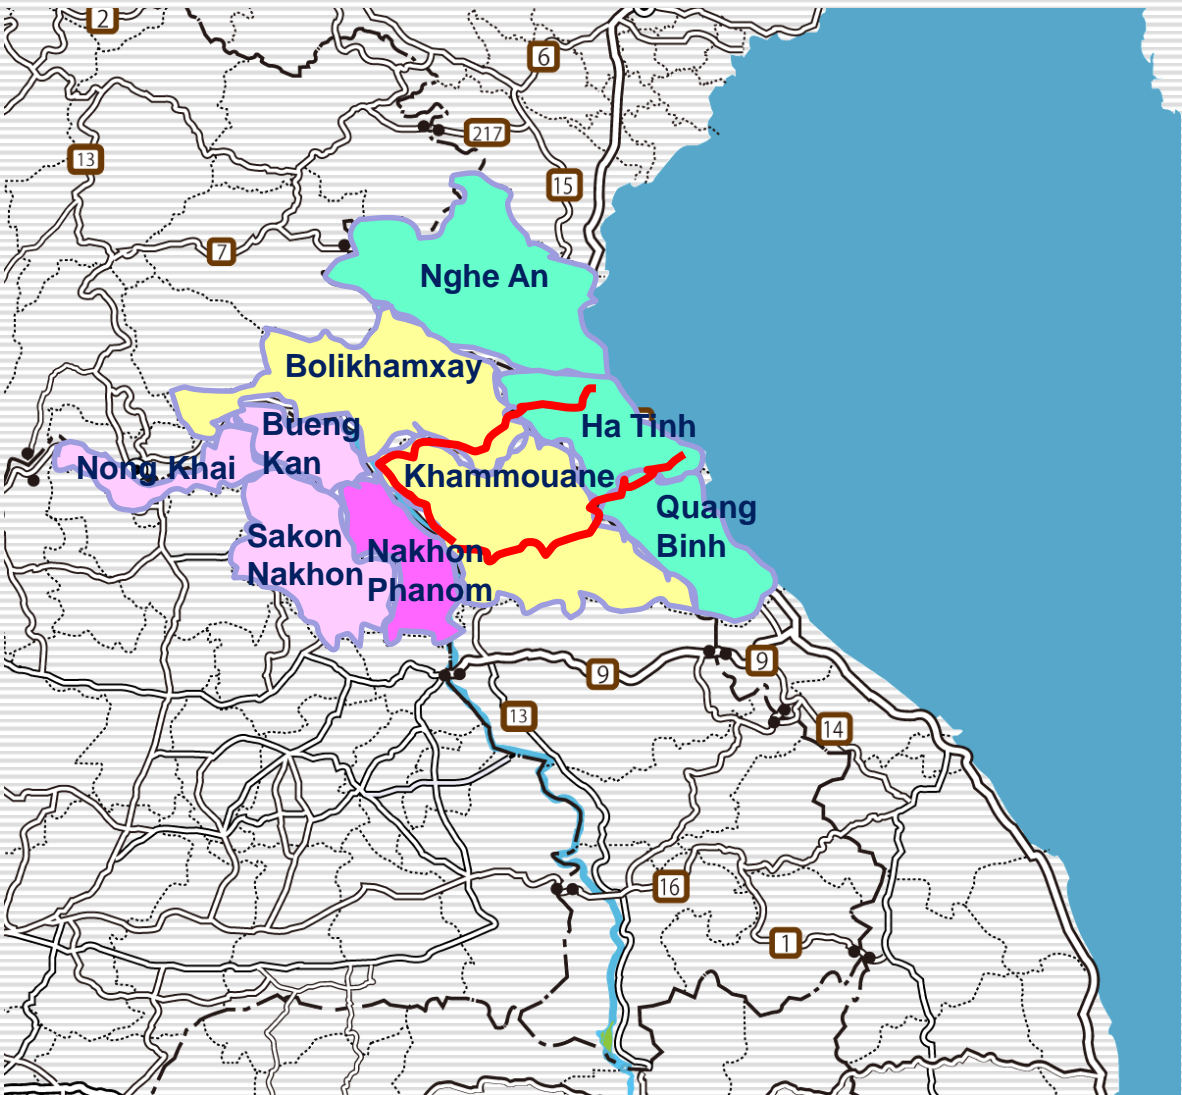 2
6
217
13
15
7
Nghe An
Bolikhamxay
Bueng
Kan
Ha Tinh
Nong Khai
Khammouane
Quang
Binh
Sakon
Nakhon
Nakhon
Phanom
9
9
13
14
16
1